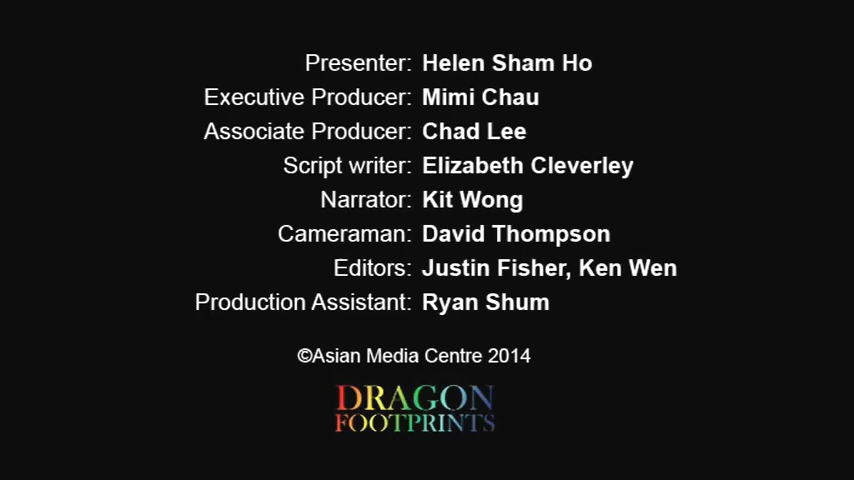 Presenter: Helen Sham Ho
Executive Producer: Mimi Chau
Associate Producer: Chad Lee
Script writer: Elizabeth Cleverley
Narrator: Kit Wong
Cameraman: David Thompson
Editors: Justin Fisher, Ken Wen
Production Assistant: Ryan Shum
©Asian Media Centre 2014
DRAGON
FOOTPRINTS